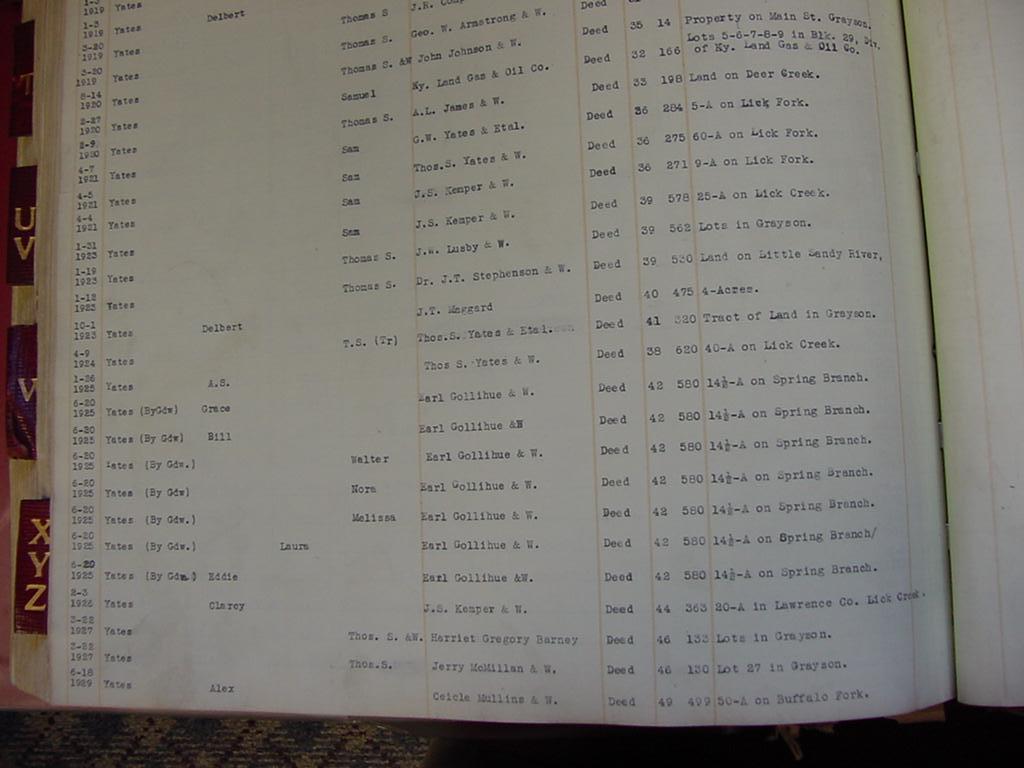 1-3 1919 Yates Delbert
3-20 1919 Yates Thomas S J.R. Deed
3-20 1919 Yates Thomas S. Geo. W. Armstrong & W.
8-14 1920 Yates Thomas S. &W John Johnson & W. Deed 35 14 Property on Main St. Grayson.
2-27 1920 Yates Samuel Ky. Land Gas & Oil Co. Deed 32 166 Lots 5-6-7-8-9 in Blk. 29, Div.
of Ky. Land Gas & Oil Co.
2-9 1920 Yates Thomas S. A.L. James & W. Deed 33 198 Land on Deer Creek.
4-7 1921 Yates Sam G.W. Yates & Etal. Deed 36 284 5-A on Lick Fork.
4-5 1921 Yates Sam Thos.S. Yates & W. Deed 36 275 60-A on Lick Fork.
4-4 1921 Yates Sam J.S. Kemper & W. Deed 36 271 9-A on Lick Fork.
1-31 1923 Yates Sam J.S. Kemper & W. Deed 39 578 25-A on Lick Creek.
1-19 1923 Yates Thomas S. J.W. Lusby & W. Deed 39 562 Lots in Grayson.
1-12 1923 Yates Thomas S. Dr. J.T. Stephenson & W. Deed 39 530 Land on Little Sandy River,
10-1 1923 Yates Delbert J.T. Maggard Deed 40 475 4-Acres.
4-9 1924 Yates T.S. (Tr) Thos.S. Yates & Etal. Deed 41 320 Tract of Land in Grayson.
1-26 1925 Yates A.S. Thos S. Yates & W. Deed 38 620 40-A on Lick Creek.
6-20 1925 Yates (ByGdw) Grace Earl Gollihue & W. Deed 42 580 14½-A on Spring Branch.
6-20 1925 Yates (By Gdw) Bill Earl Gollihue &W Deed 42 580 14½-A on Spring Branch.
6-20 1925 Yates (By Gdw.) Walter Earl Gollihue & W. Deed 42 580 14½-A on Spring Branch.
6-20 1925 Yates (By Gdw) Nora Earl Gollihue & W. Deed 42 580 14½-A on Spring Branch.
6-20 1925 Yates (By Gdw.) Melissa Earl Gollihue & W. Deed 42 580 14½-A on Spring Branch.
6-20 1925 Yates (By Gdw.) Laura Earl Gollihue & W. Deed 42 580 14½-A on Spring Branch/
6-20 1925 Yates (By Gdw.) Eddie Earl Gollihue &W. Deed 42 580 14½-A on Spring Branch.
2-3 1926 Yates Clarcy J.S. Kemper & W. Deed 44 363 20-A in Lawrence Co. Lick Creek.
3-22 1927 Yates Thos. S. &W. Harriet Gregory Barney Deed 46 133 Lots in Grayson.
3-22 1927 Yates Thos.S. Jerry McMillan & W. Deed 46 130 Lot 27 in Grayson.
6-18 1929 Yates Alex Ceicle Mullins & W. Deed 49 499 50-A on Buffalo Fork.
T
U
V
V
X
Y
Z